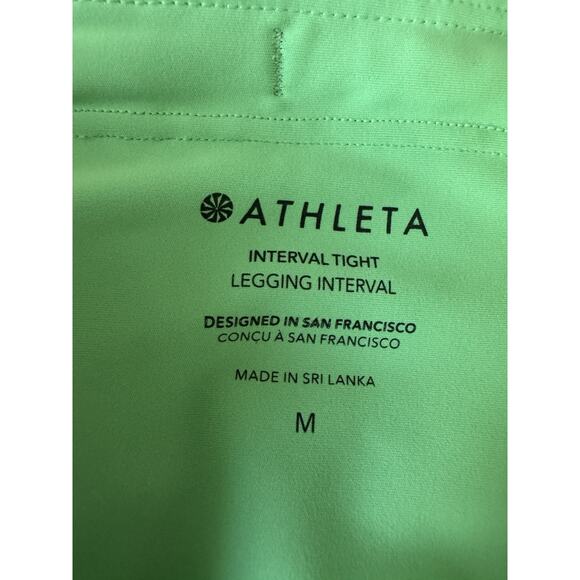 ATHLETA
INTERVAL TIGHT
LEGGING INTERVAL
DESIGNED IN SAN FRANCISCO
CONÇU À SAN FRANCISCO
MADE IN SRI LANKA
M